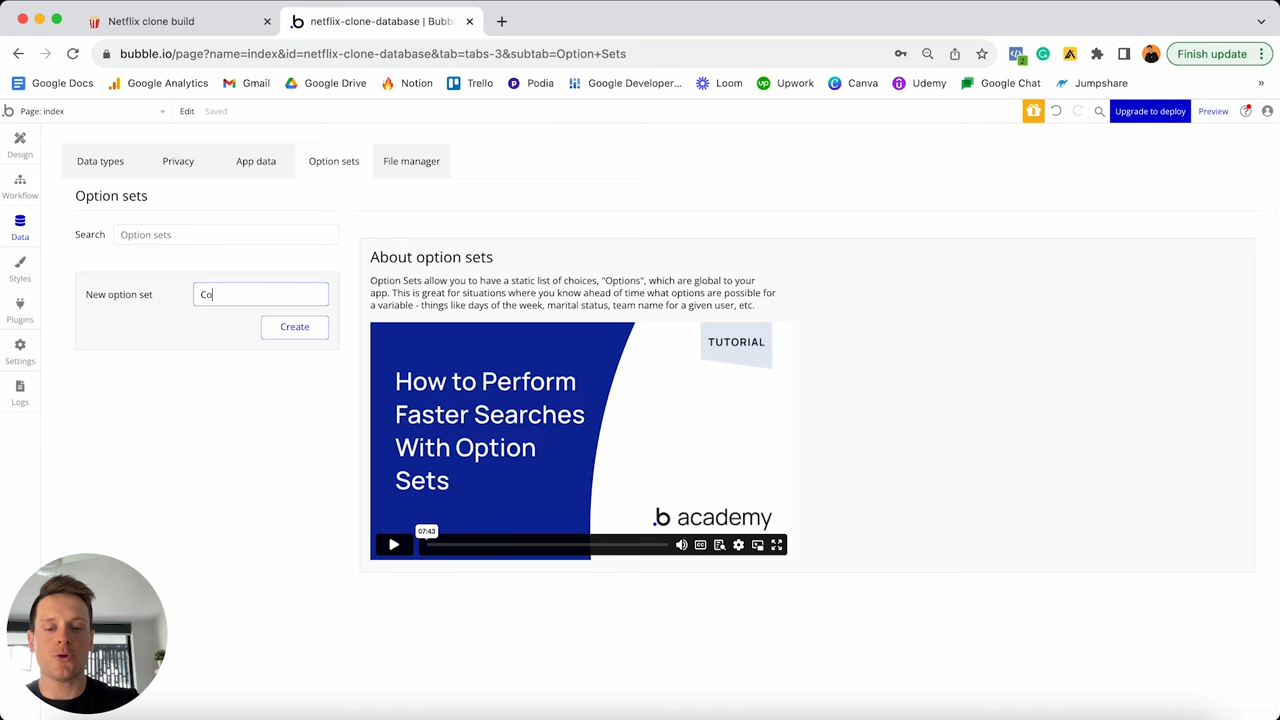 Netflix clone build
netflix-clone-database | Bubb
bubble.io/page?name=index&id=netflix-clone-database&tab=tabs-3&subtab=Option+Sets
2
Finish update
Google Docs
Google Analytics
Gmail
Google Drive
Notion
Trello
Podia
Google Developer...
Loom
Upwork
Canva
Udemy
Google Chat
Jumpshare
»
Page: index
Edit
Saved
Upgrade to deploy
Preview
Design
Workflow
Data
Styles
Plugins
Settings
Logs
Data types
Privacy
App data
Option sets
File manager
Option sets
Search
Option sets
New option set
Co
Create
About option sets
Option Sets allow you to have a static list of choices, "Options", which are global to your
app. This is great for situations where you know ahead of time what options are possible for
a variable - things like days of the week, marital status, team name for a given user, etc.
TUTORIAL
How to Perform
Faster Searches
With Option
Sets
.b academy
07:43
CC